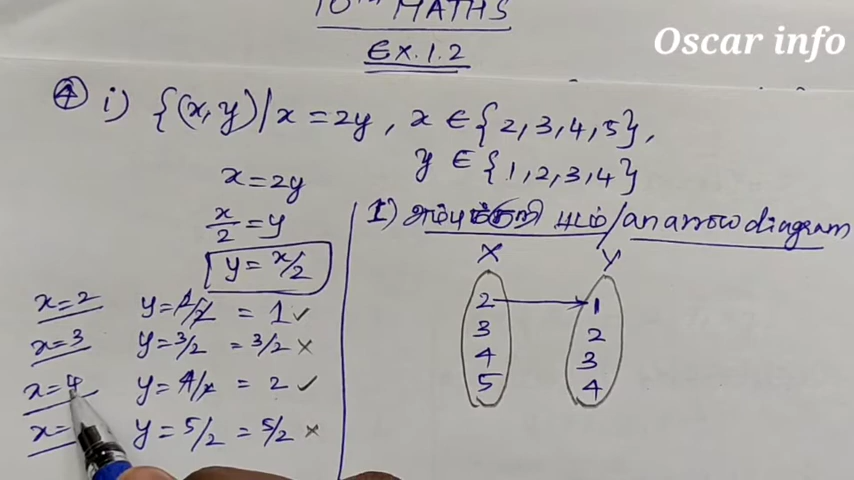 10th MATHS
Ex.1.2
Oscar info
4 i) {(x,y)/x = 2y, x ∈ {2,3,4,5},
y ∈ {1,2,3,4}
x = 2y
x/2 = y
y = x/2
x=2 y=2/2 = 1 ✓
x=3 y=3/2 = 3/2 ×
x=4 y=4/2 = 2 ✓
x= y=5/2 = 5/2 ×
I) அம்புக்குறி படம்/an arrow diagram
X Y
2 1
3 2
4 3
5 4